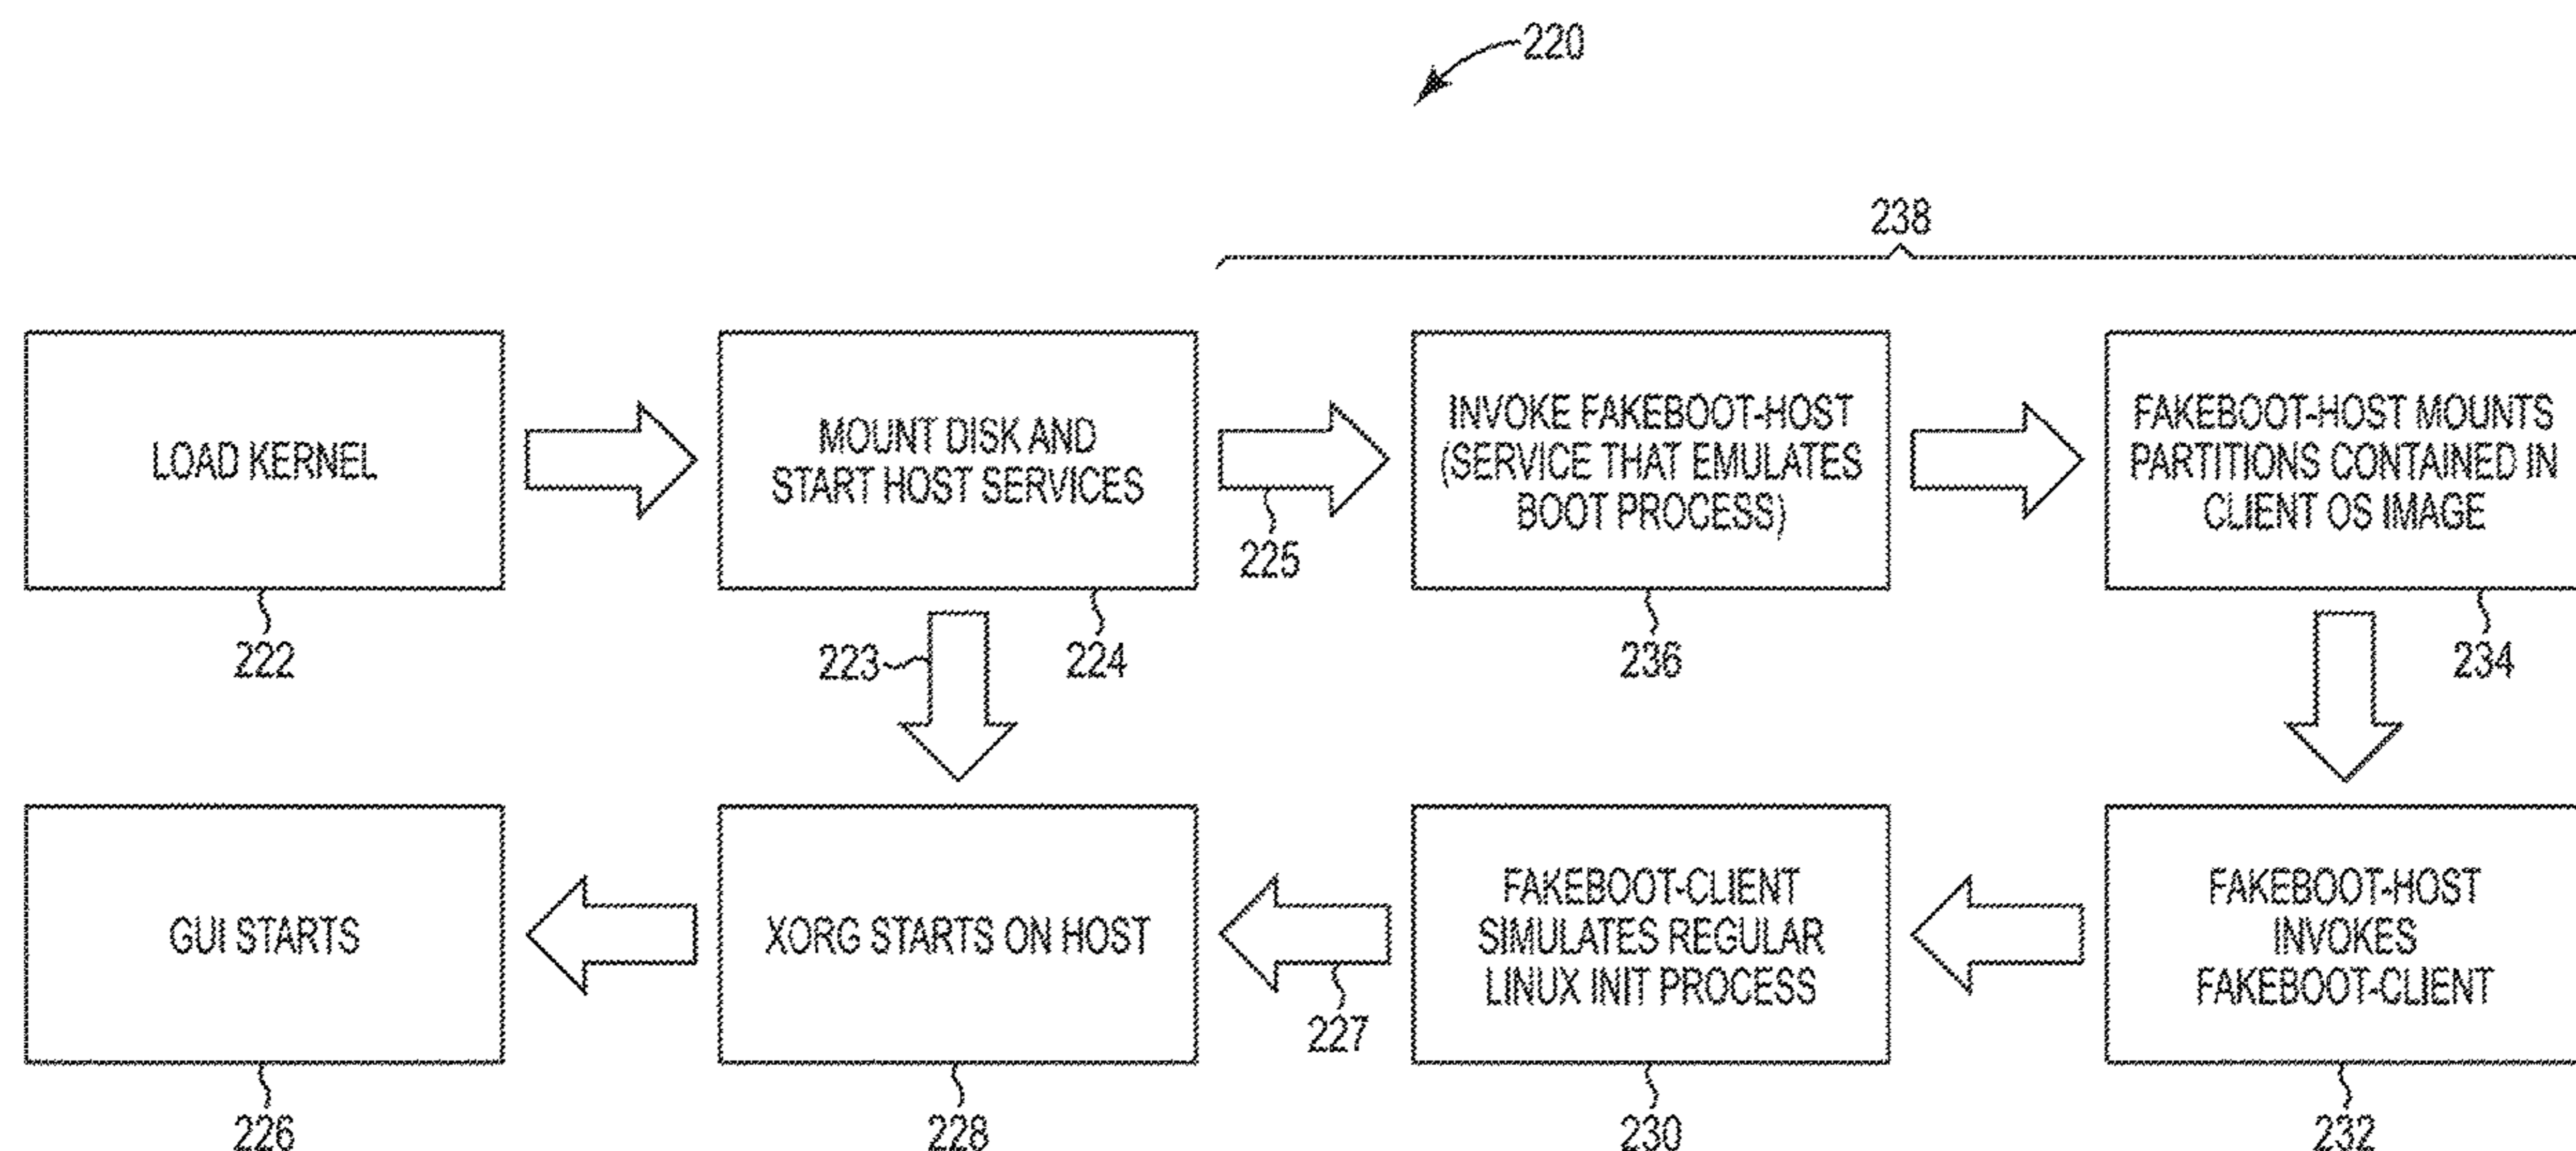 220
238
LOAD KERNEL
222
MOUNT DISK AND
START HOST SERVICES
224
223
225
INVOKE FAKEBOOT-HOST
(SERVICE THAT EMULATES
BOOT PROCESS)
236
FAKEBOOT-HOST MOUNTS
PARTITIONS CONTAINED IN
CLIENT OS IMAGE
234
GUI STARTS
226
XORG STARTS ON HOST
228
227
FAKEBOOT-CLIENT
SIMULATES REGULAR
LINUX INIT PROCESS
230
FAKEBOOT-HOST
INVOKES
FAKEBOOT-CLIENT
232